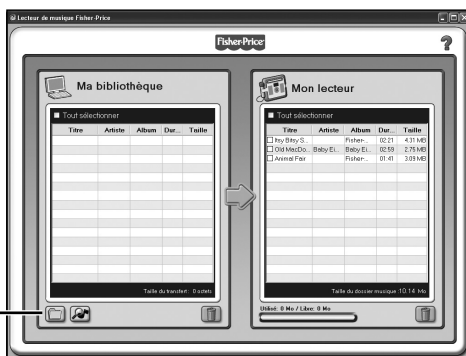 Lecteur de musique Fisher-Price
Fisher-Price
?
Ma bibliothèque
Tout sélectionner
Titre Artiste Album Dur... Taille
Taille du transfert : 0 octets
Mon lecteur
Tout sélectionner
Titre Artiste Album Dur... Taille
Itsy Bitsy S... Fisher-... 02:21 4.31 MB
Old MacDo... Baby Ei... Baby Ei... 02:59 2.75 MB
Animal Fair Fisher-... 01:41 3.09 MB
Taille du dossier musique :10,14 Mo
Utilisé: 0 Mo / Libre: 0 Mo